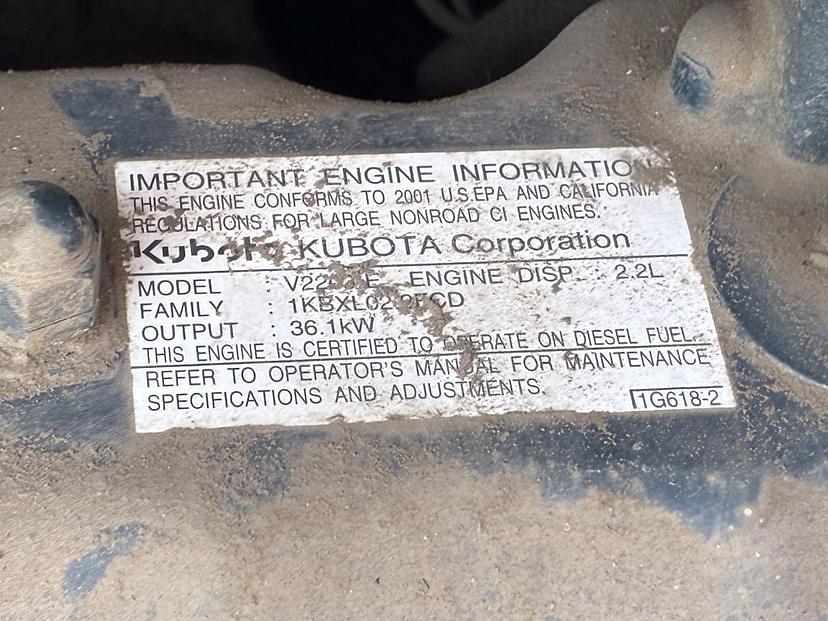 IMPORTANT ENGINE INFORMATION
THIS ENGINE CONFORMS TO 2001 U.S.EPA AND CALIFORNIA
REGULATIONS FOR LARGE NONROAD CI ENGINES.
Kubota KUBOTA Corporation
MODEL : ENGINE DISP. : 2.2L
FAMILY :
OUTPUT : 36.1kW
THIS ENGINE IS CERTIFIED TO OPERATE ON DIESEL FUEL.
REFER TO OPERATOR'S MANUAL FOR MAINTENANCE
SPECIFICATIONS AND ADJUSTMENTS.
1G618-2